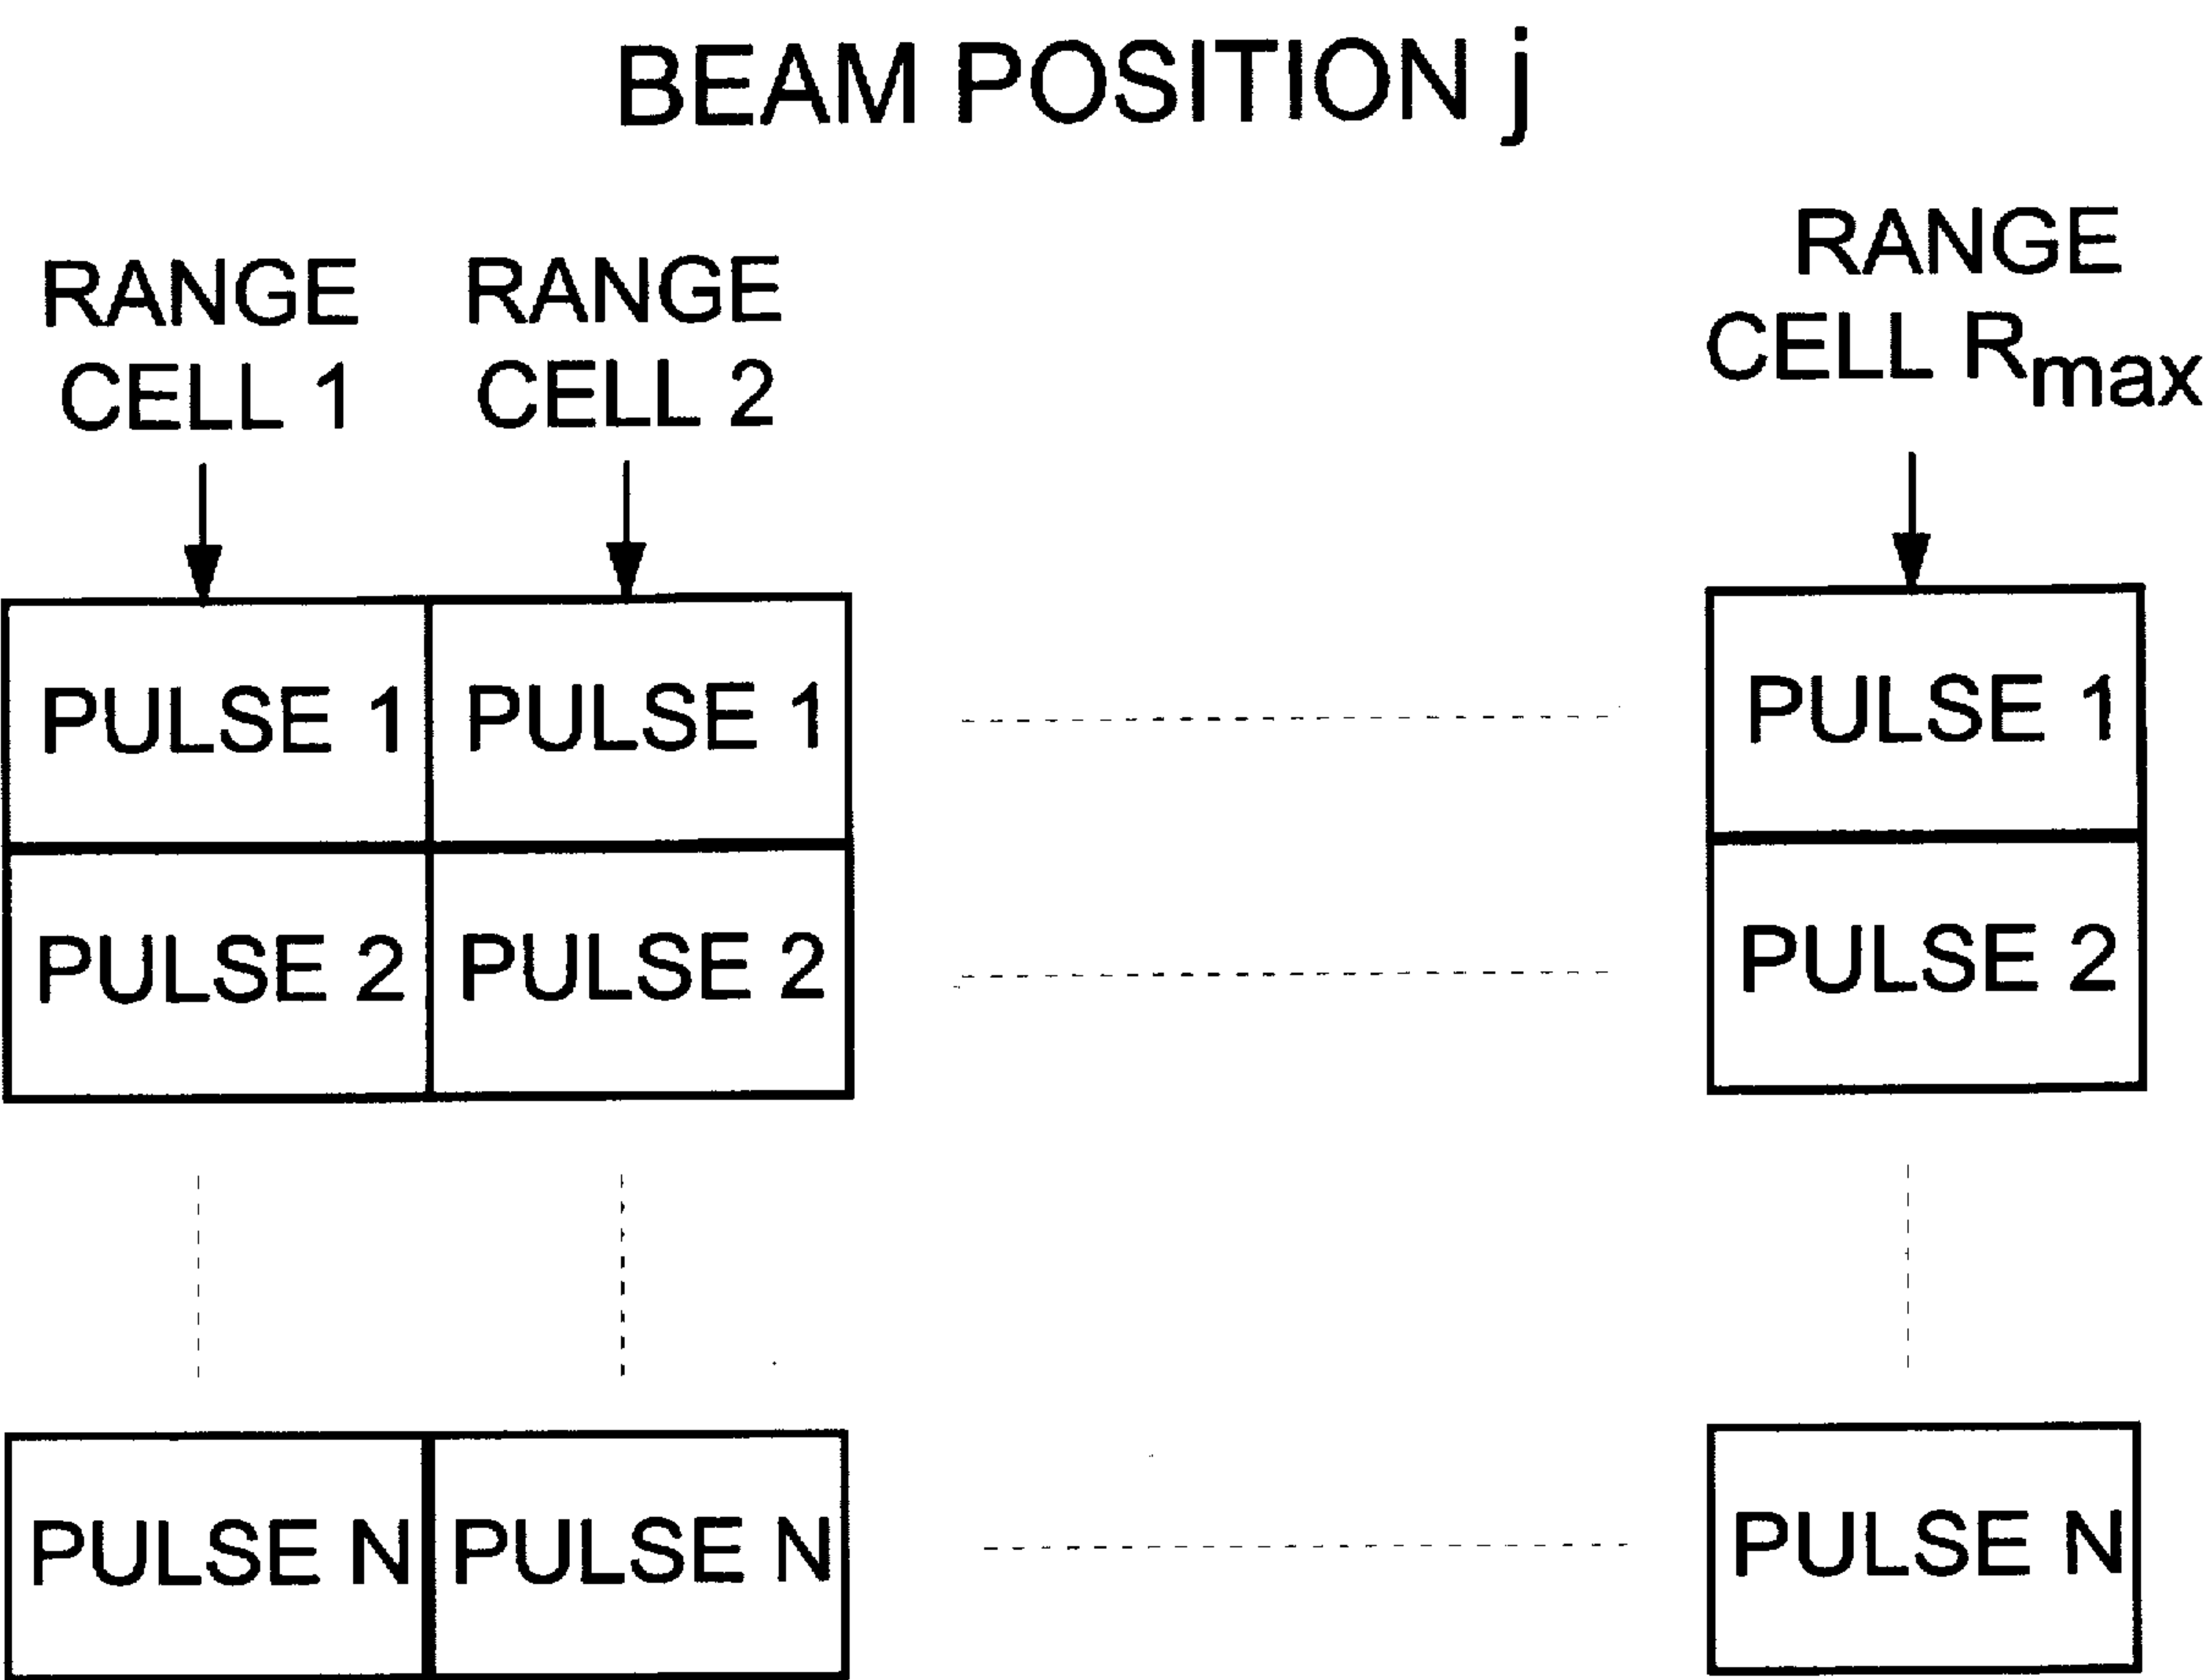 BEAM POSITION j
RANGE
CELL 1
RANGE
CELL 2
RANGE
CELL Rmax
PULSE 1
PULSE 1
PULSE 1
PULSE 2
PULSE 2
PULSE 2
PULSE N
PULSE N
PULSE N